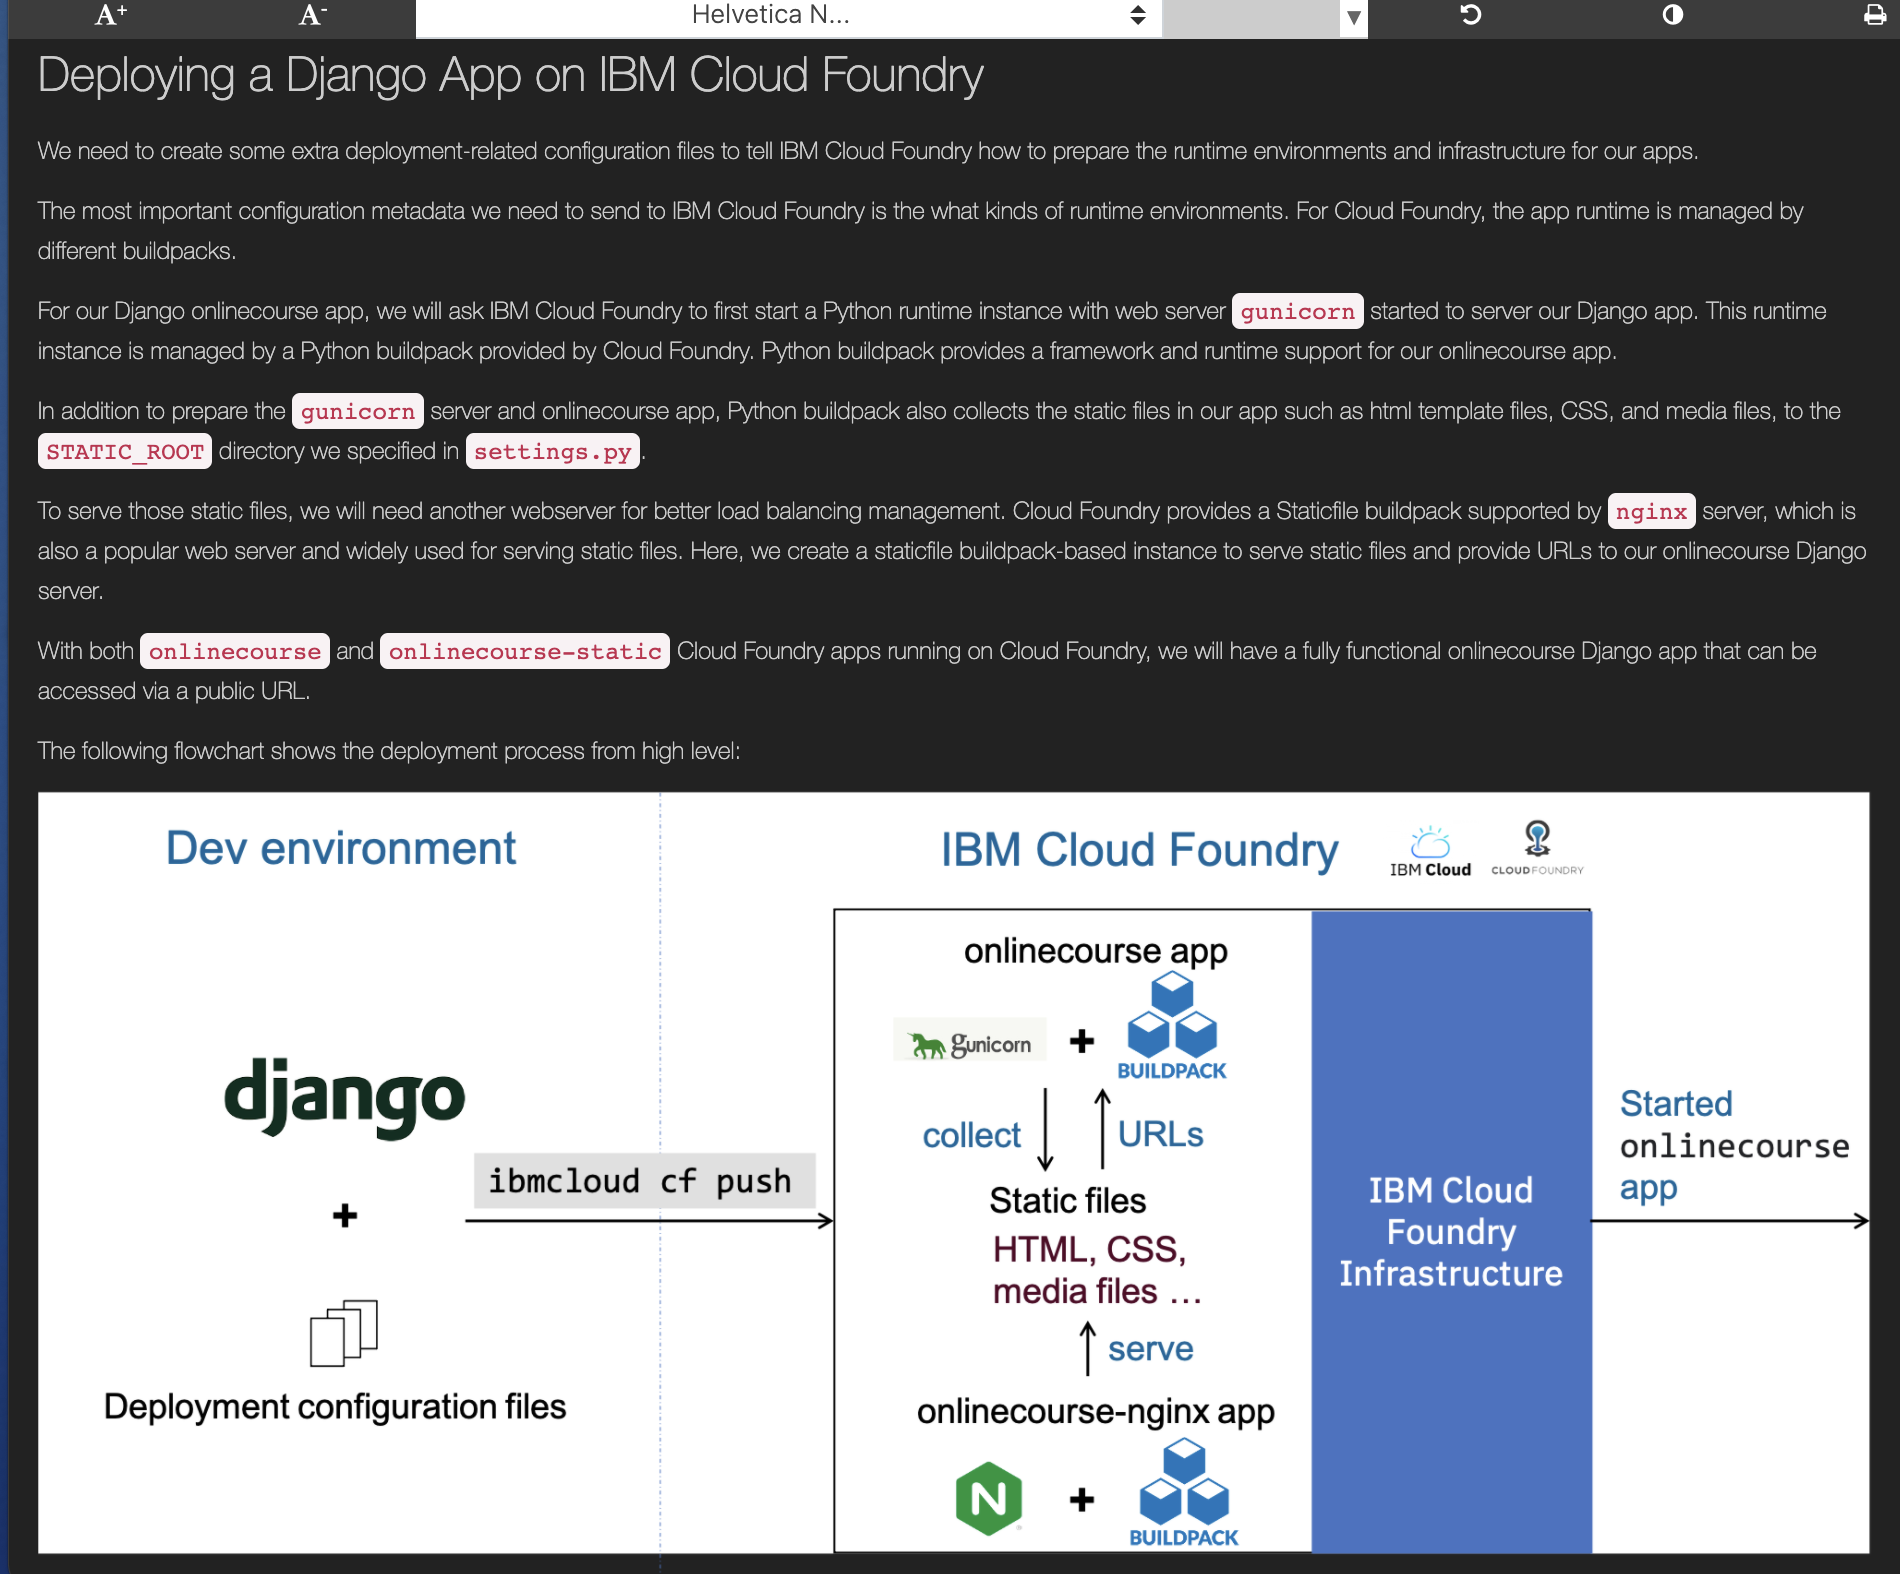 A+ A- Helvetica N...
Deploying a Django App on IBM Cloud Foundry
We need to create some extra deployment-related configuration files to tell IBM Cloud Foundry how to prepare the runtime environments and infrastructure for our apps.
The most important configuration metadata we need to send to IBM Cloud Foundry is the what kinds of runtime environments. For Cloud Foundry, the app runtime is managed by
different buildpacks.
For our Django onlinecourse app, we will ask IBM Cloud Foundry to first start a Python runtime instance with web server gunicorn started to server our Django app. This runtime
instance is managed by a Python buildpack provided by Cloud Foundry. Python buildpack provides a framework and runtime support for our onlinecourse app.
In addition to prepare the gunicorn server and onlinecourse app, Python buildpack also collects the static files in our app such as html template files, CSS, and media files, to the
STATIC_ROOT directory we specified in settings.py.
To serve those static files, we will need another webserver for better load balancing management. Cloud Foundry provides a Staticfile buildpack supported by nginx server, which is
also a popular web server and widely used for serving static files. Here, we create a staticfile buildpack-based instance to serve static files and provide URLs to our onlinecourse Django
server.
With both onlinecourse and onlinecourse-static Cloud Foundry apps running on Cloud Foundry, we will have a fully functional onlinecourse Django app that can be
accessed via a public URL.
The following flowchart shows the deployment process from high level:
Dev environment
django
+
Deployment configuration files
ibmcloud cf push
IBM Cloud Foundry
IBM Cloud
CLOUD FOUNDRY
onlinecourse app
gunicorn
+
BUILDPACK
collect
URLs
Static files
HTML, CSS,
media files ...
serve
onlinecourse-nginx app
N
+
BUILDPACK
IBM Cloud
Foundry
Infrastructure
Started
onlinecourse
app